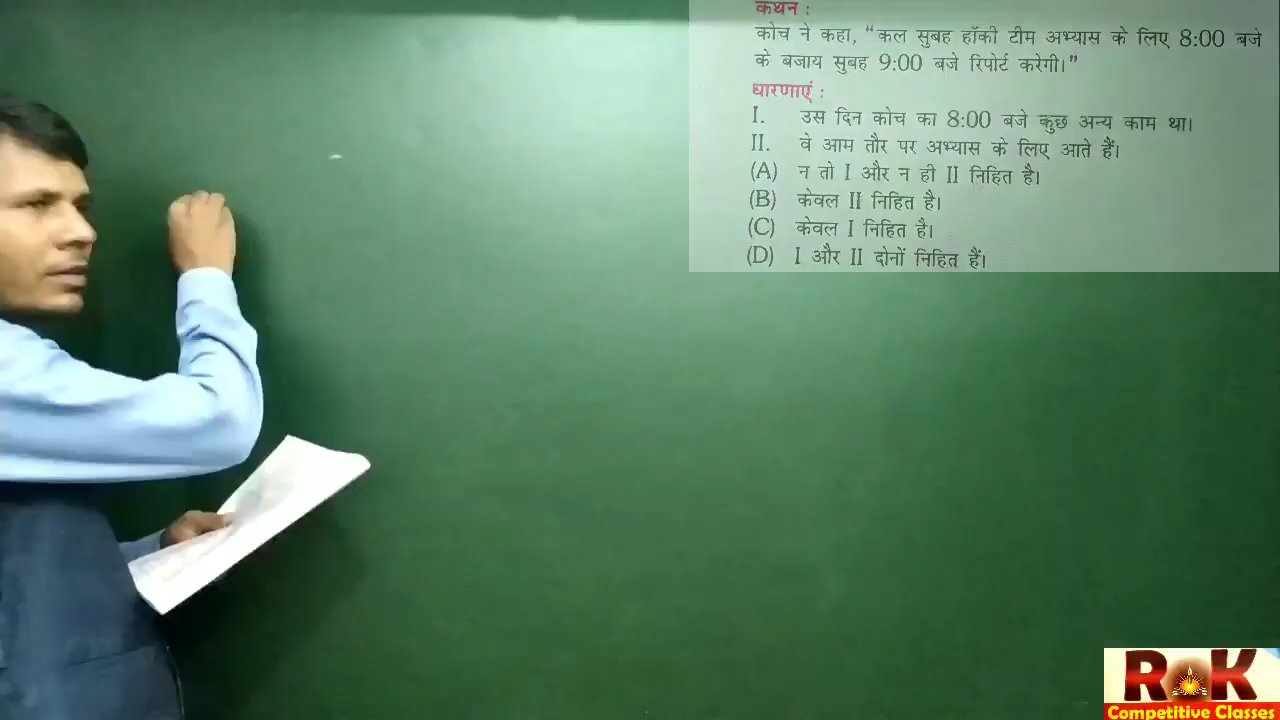 कथन :
कोच ने कहा, “कल सुबह हॉकी टीम अभ्यास के लिए 8:00 बजे
के बजाय सुबह 9:00 बजे रिपोर्ट करेगी।”
धारणाएं :
I. उस दिन कोच का 8:00 बजे कुछ अन्य काम था।
II. वे आम तौर पर अभ्यास के लिए आते हैं।
(A) न तो I और न ही II निहित है।
(B) केवल II निहित है।
(C) केवल I निहित है।
(D) I और II दोनों निहित हैं।
RK
Competitive Classes